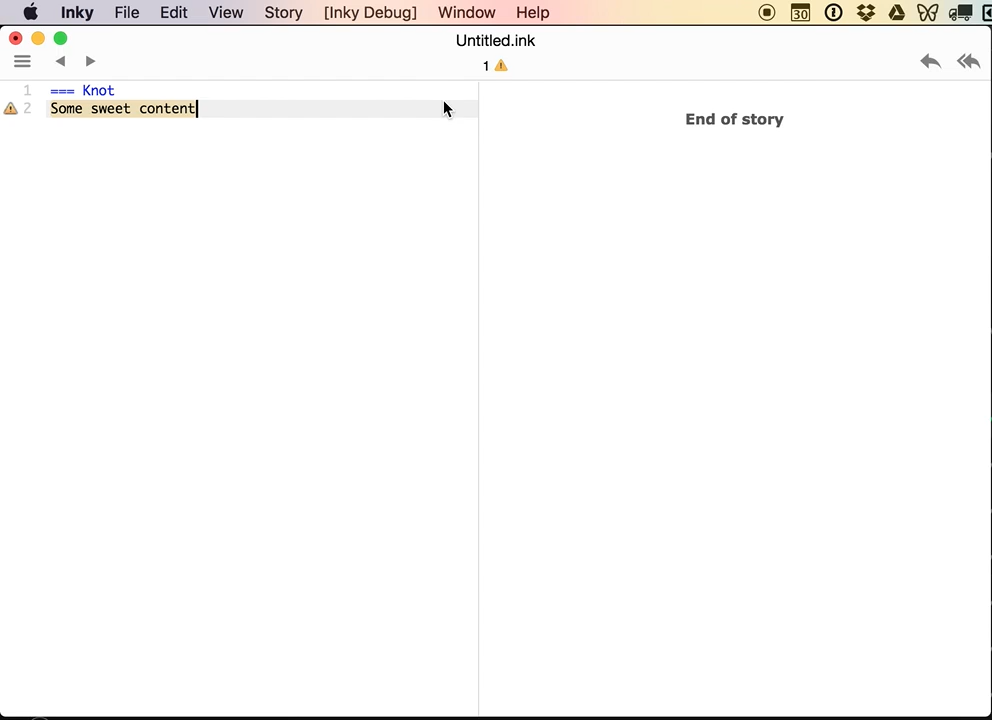 Inky File Edit View Story [Inky Debug] Window Help 30
Untitled.ink
1
1 === Knot
2 Some sweet content
End of story